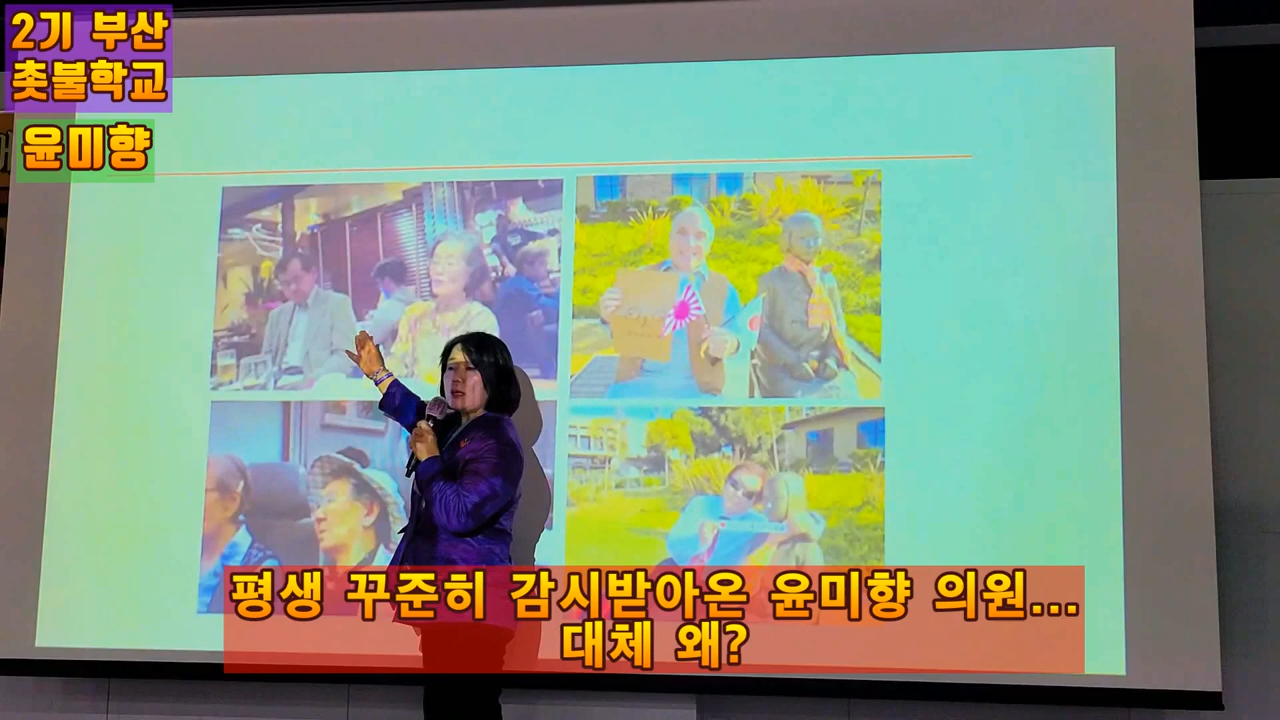 2기 부산
촛불학교
윤미향
평생 꾸준히 감시받아온 윤미향 의원...
대체 왜?